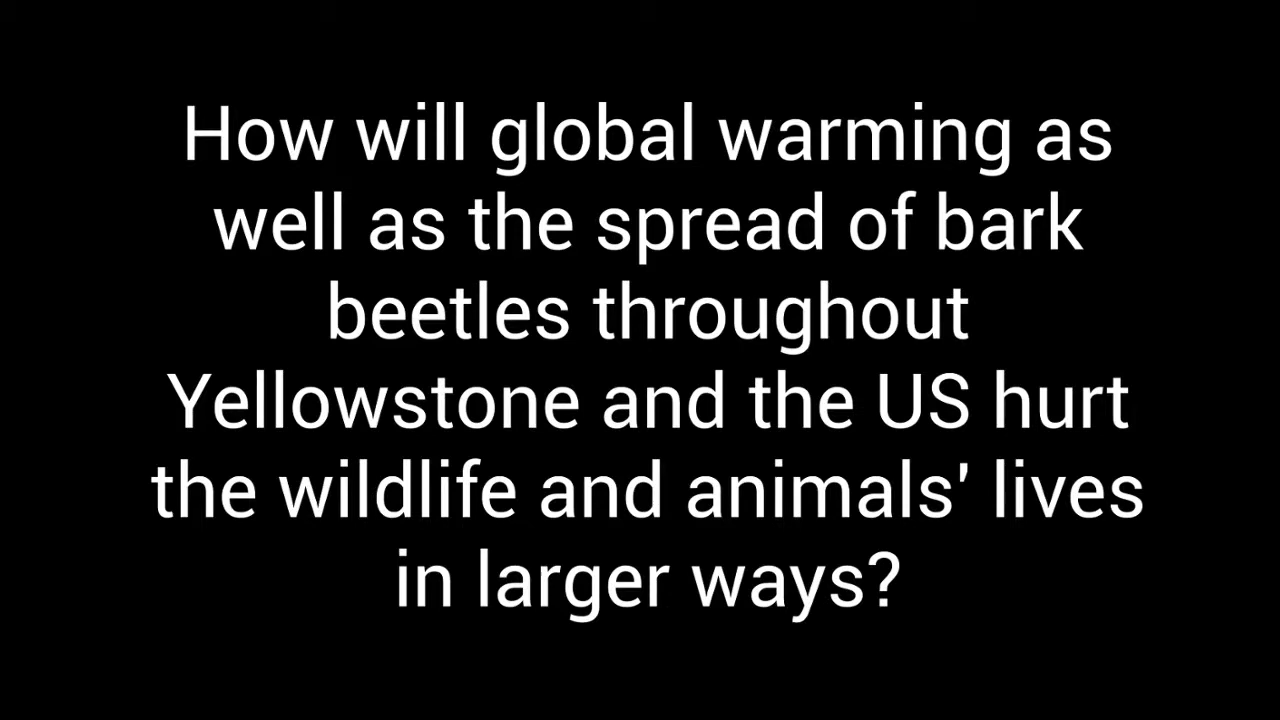 How will global warming as
well as the spread of bark
beetles throughout
Yellowstone and the US hurt
the wildlife and animals' lives
in larger ways?